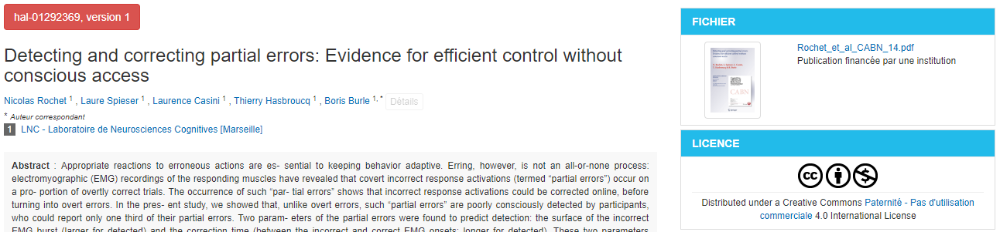 hal-01292369, version 1
Detecting and correcting partial errors: Evidence for efficient control without
conscious access
Nicolas Rochet 1 , Laure Spieser 1 , Laurence Casini 1 , Thierry Hasbroucq 1 , Boris Burle 1, * Détails
* Auteur correspondant
1 LNC - Laboratoire de Neurosciences Cognitives [Marseille]
Abstract : Appropriate reactions to erroneous actions are es- sential to keeping behavior adaptive. Erring, however, is not an all-or-none process:
electromyographic (EMG) recordings of the responding muscles have revealed that covert incorrect response activations (termed “partial errors”) occur on
a pro- portion of overtly correct trials. The occurrence of such “par- tial errors” shows that incorrect response activations could be corrected online, before
turning into overt errors. In the pres- ent study, we showed that, unlike overt errors, such “partial errors” are poorly consciously detected by participants,
who could report only one third of their partial errors. Two param- eters of the partial errors were found to predict detection: the surface of the incorrect
EMG burst (larger for detected) and the correction time (between the incorrect and correct EMG onsets; longer for detected). These two parameters
FICHIER
CABN
Rochet_et_al_CABN_14.pdf
Publication financée par une institution
LICENCE
cc
Distributed under a Creative Commons Paternité - Pas d'utilisation
commerciale 4.0 International License